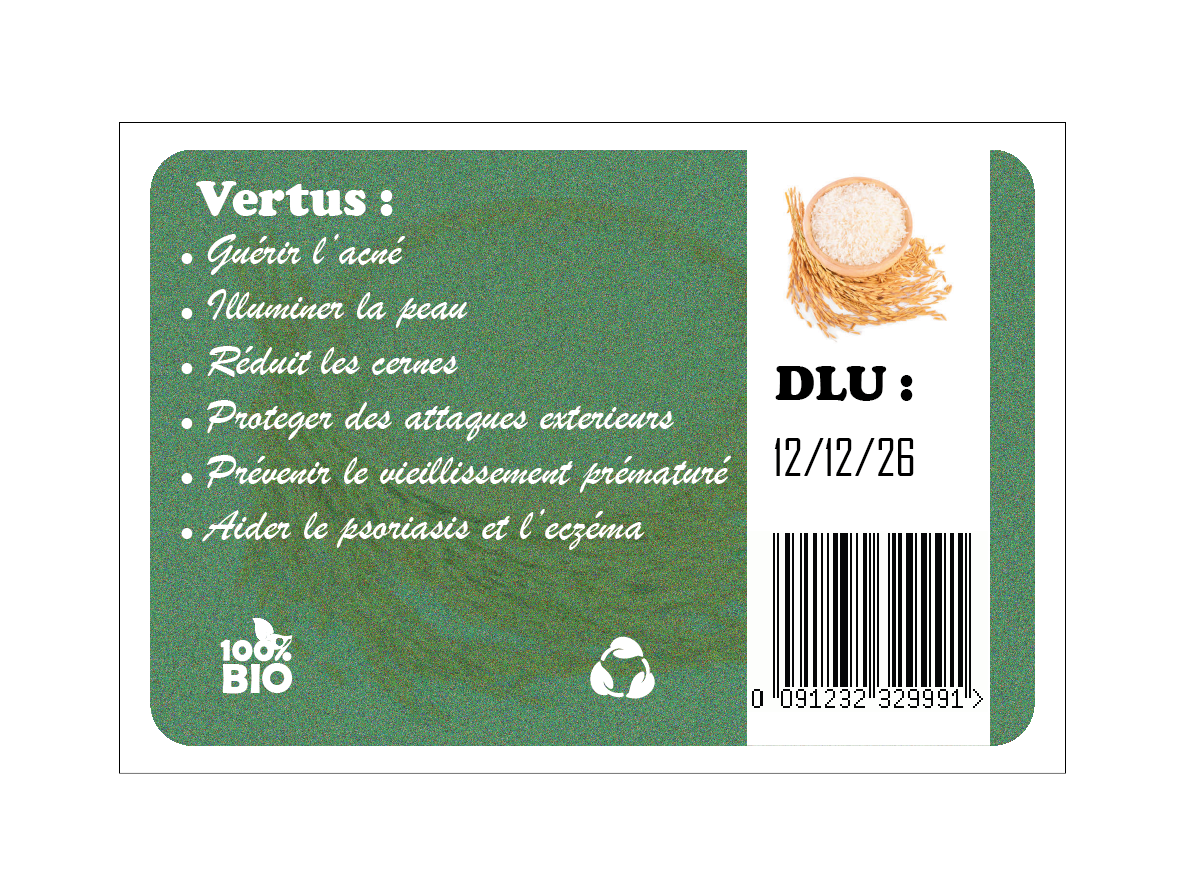 Vertus :
• Guérir l'acné
• Illuminer la peau
• Réduit les cernes
• Proteger des attaques exterieurs
• Prévenir le vieillissement prématuré
• Aider le psoriasis et l'eczéma
100%
BIO
DLU :
12/12/26
0 091232 329991 >